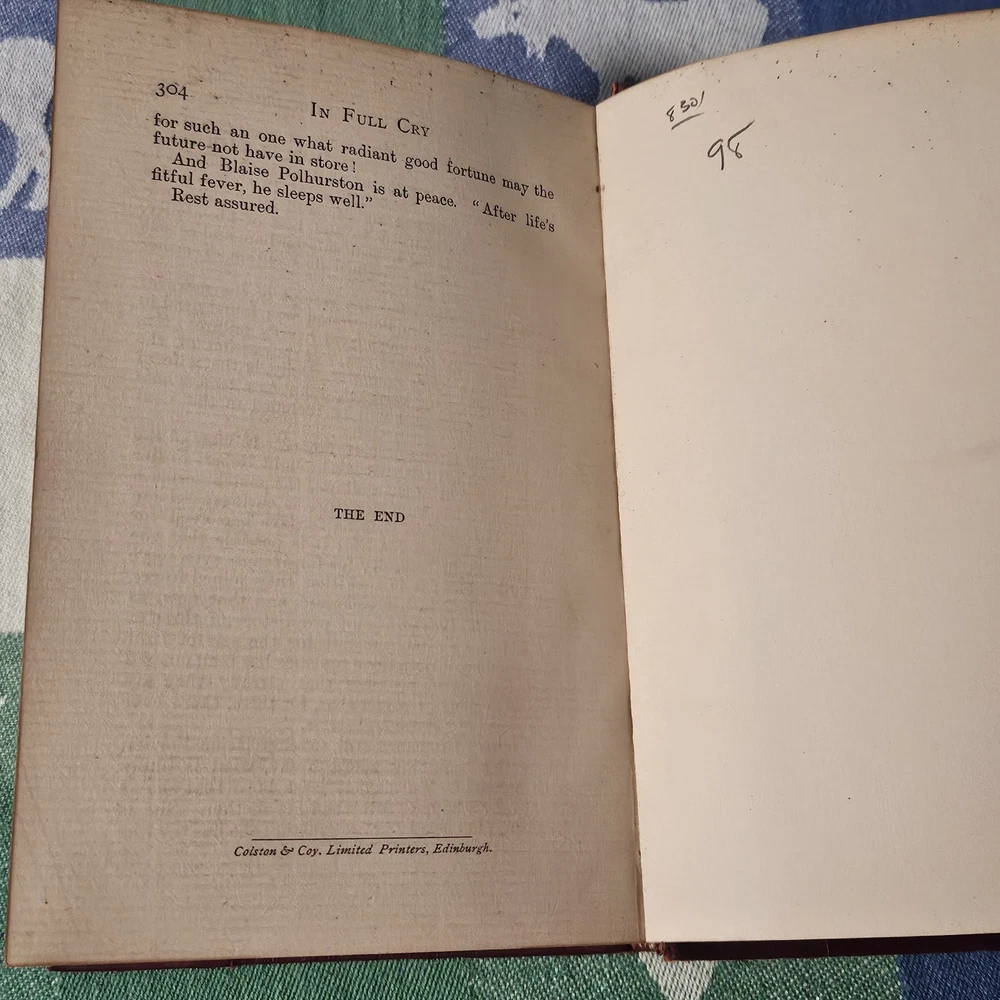 304
In Full Cry
for such an one what radiant good fortune may the
future not have in store!
And Blaise Polhurston is at peace. “After life's
fitful fever, he sleeps well.”
Rest assured.
THE END
Colston & Coy. Limited Printers, Edinburgh.
8301
98